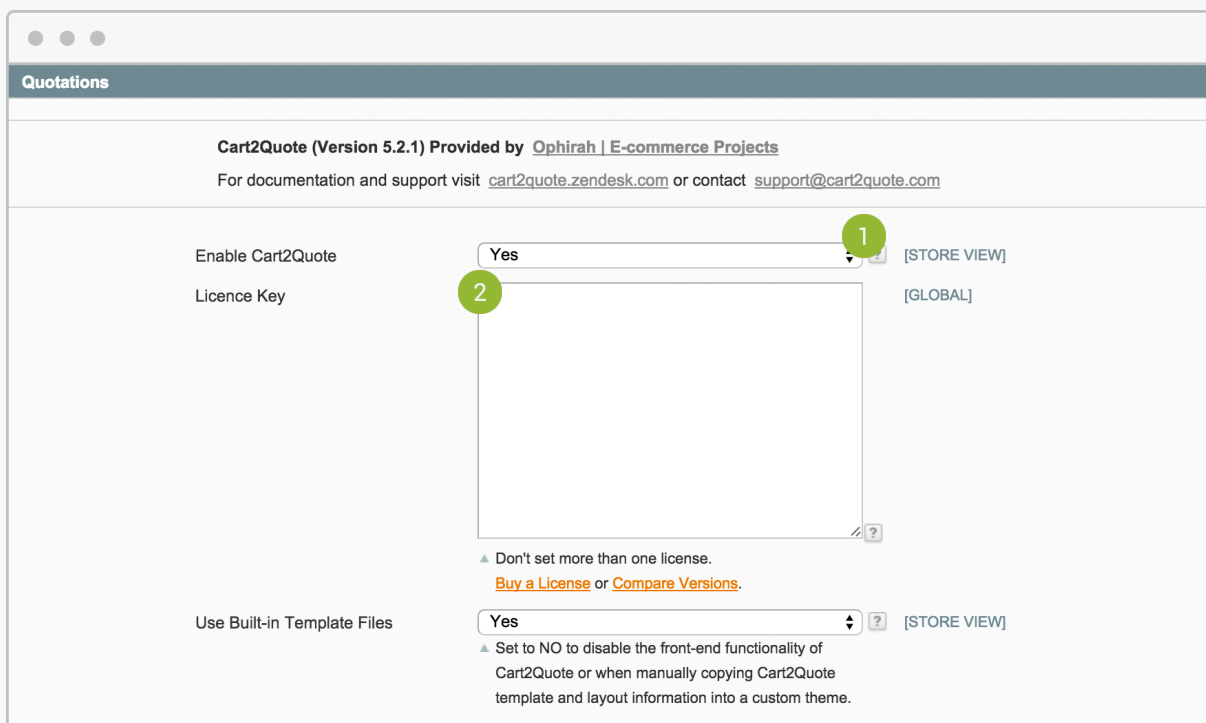 Quotations
Cart2Quote (Version 5.2.1) Provided by Ophirah | E-commerce Projects
For documentation and support visit cart2quote.zendesk.com or contact support@cart2quote.com
1
Enable Cart2Quote Yes ? [STORE VIEW]
2
Licence Key [GLOBAL]
?
Don't set more than one license.
Buy a License or Compare Versions.
Use Built-in Template Files Yes ? [STORE VIEW]
Set to NO to disable the front-end functionality of
Cart2Quote or when manually copying Cart2Quote
template and layout information into a custom theme.